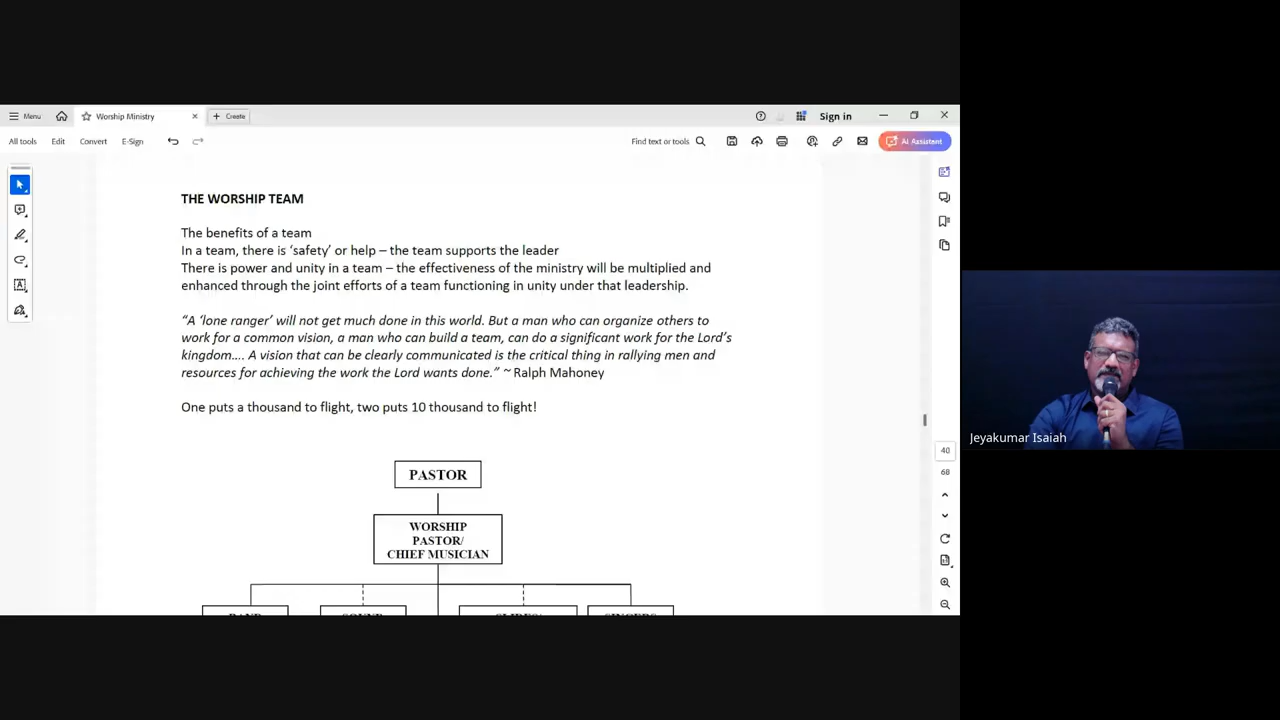 Menu
Worship Ministry
Create
Sign in
All tools
Edit
Convert
E-Sign
Find text or tools
AI Assistant
THE WORSHIP TEAM
The benefits of a team
In a team, there is ‘safety’ or help – the team supports the leader
There is power and unity in a team – the effectiveness of the ministry will be multiplied and
enhanced through the joint efforts of a team functioning in unity under that leadership.
“A ‘lone ranger’ will not get much done in this world. But a man who can organize others to
work for a common vision, a man who can build a team, can do a significant work for the Lord’s
kingdom…. A vision that can be clearly communicated is the critical thing in rallying men and
resources for achieving the work the Lord wants done.” ~ Ralph Mahoney
One puts a thousand to flight, two puts 10 thousand to flight!
PASTOR
WORSHIP
PASTOR/
CHIEF MUSICIAN
40
68
Jeyakumar Isaiah